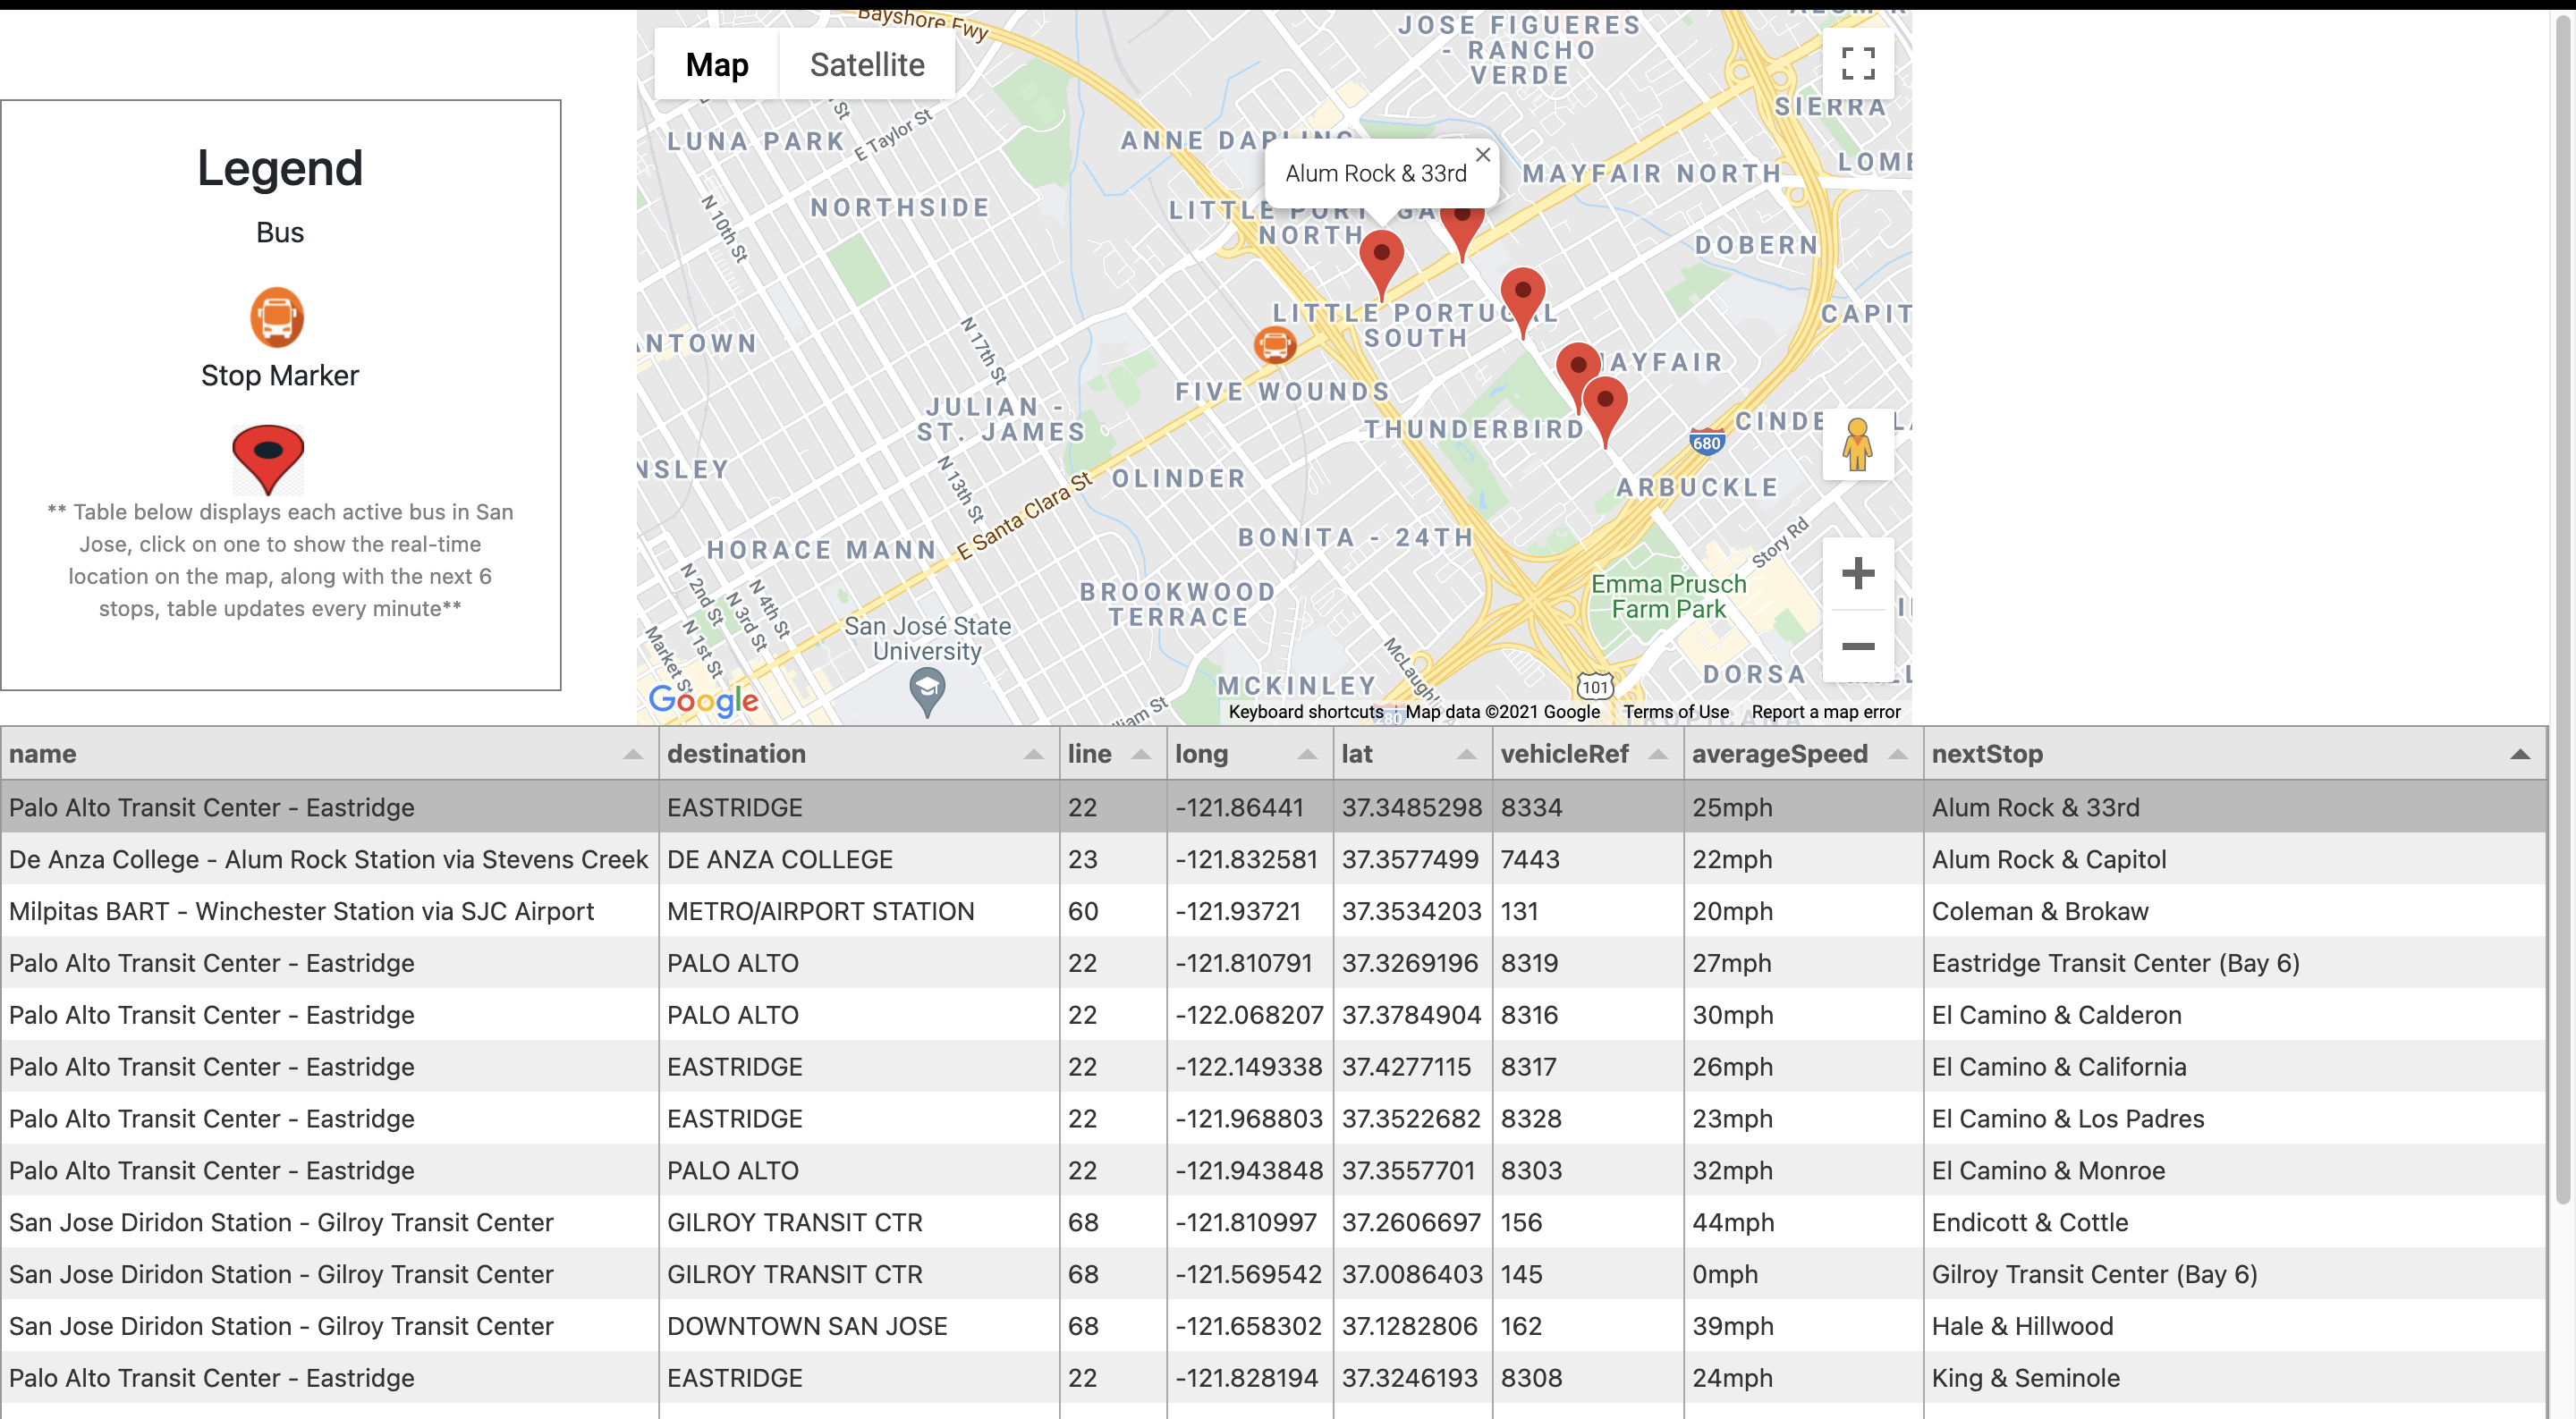 Legend
Bus
Stop Marker
** Table below displays each active bus in San
Jose, click on one to show the real-time
location on the map, along with the next 6
stops, table updates every minute**
Map
Satellite
Bayshore Fwy
JOSE FIGUERES
- RANCHO
VERDE
SIERRA
LUNA PARK
E Taylor St
ANNE DARLING
Alum Rock & 33rd
MAYFAIR NORTH
N 10th St
NORTHSIDE
NORTH
DOBERN
LITTLE PORTUGAL
SOUTH
N 17th St
FIVE WOUNDS
JULIAN -
ST. JAMES
THUNDERBIRD
680
N 13th St
OLINDER
ARBUCKLE
E Santa Clara St
HORACE MANN
BONITA - 24TH
Story Rd
N 2nd St
N 3rd St
N 4th St
BROOKWOOD
TERRACE
Emma Prusch
Farm Park
San José State
University
Market St
N 1st St
MCKINLEY
101
DORSA
Google
Keyboard shortcuts
Map data ©2021 Google
Terms of Use
Report a map error
name destination line long lat vehicleRef averageSpeed nextStop
Palo Alto Transit Center - Eastridge EASTRIDGE 22 -121.86441 37.3485298 8334 25mph Alum Rock & 33rd
De Anza College - Alum Rock Station via Stevens Creek DE ANZA COLLEGE 23 -121.832581 37.3577499 7443 22mph Alum Rock & Capitol
Milpitas BART - Winchester Station via SJC Airport METRO/AIRPORT STATION 60 -121.93721 37.3534203 131 20mph Coleman & Brokaw
Palo Alto Transit Center - Eastridge PALO ALTO 22 -121.810791 37.3269196 8319 27mph Eastridge Transit Center (Bay 6)
Palo Alto Transit Center - Eastridge PALO ALTO 22 -122.068207 37.3784904 8316 30mph El Camino & Calderon
Palo Alto Transit Center - Eastridge EASTRIDGE 22 -122.149338 37.4277115 8317 26mph El Camino & California
Palo Alto Transit Center - Eastridge EASTRIDGE 22 -121.968803 37.3522682 8328 23mph El Camino & Los Padres
Palo Alto Transit Center - Eastridge PALO ALTO 22 -121.943848 37.3557701 8303 32mph El Camino & Monroe
San Jose Diridon Station - Gilroy Transit Center GILROY TRANSIT CTR 68 -121.810997 37.2606697 156 44mph Endicott & Cottle
San Jose Diridon Station - Gilroy Transit Center GILROY TRANSIT CTR 68 -121.569542 37.0086403 145 0mph Gilroy Transit Center (Bay 6)
San Jose Diridon Station - Gilroy Transit Center DOWNTOWN SAN JOSE 68 -121.658302 37.1282806 162 39mph Hale & Hillwood
Palo Alto Transit Center - Eastridge EASTRIDGE 22 -121.828194 37.3246193 8308 24mph King & Seminole